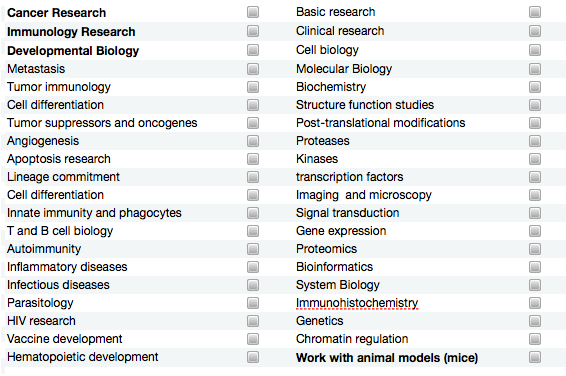 Cancer Research
Immunology Research
Developmental Biology
Metastasis
Tumor immunology
Cell differentiation
Tumor suppressors and oncogenes
Angiogenesis
Apoptosis research
Lineage commitment
Cell differentiation
Innate immunity and phagocytes
T and B cell biology
Autoimmunity
Inflammatory diseases
Infectious diseases
Parasitology
HIV research
Vaccine development
Hematopoietic development
Basic research
Clinical research
Cell biology
Molecular Biology
Biochemistry
Structure function studies
Post-translational modifications
Proteases
Kinases
transcription factors
Imaging and microscopy
Signal transduction
Gene expression
Proteomics
Bioinformatics
System Biology
Immunohistochemistry
Genetics
Chromatin regulation
Work with animal models (mice)